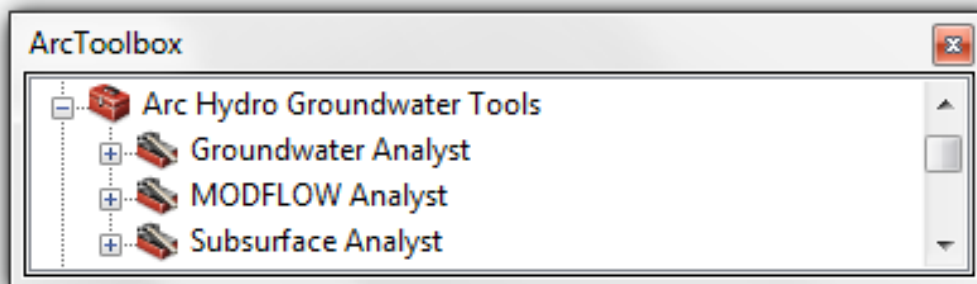 ArcToolbox
Arc Hydro Groundwater Tools
Groundwater Analyst
MODFLOW Analyst
Subsurface Analyst